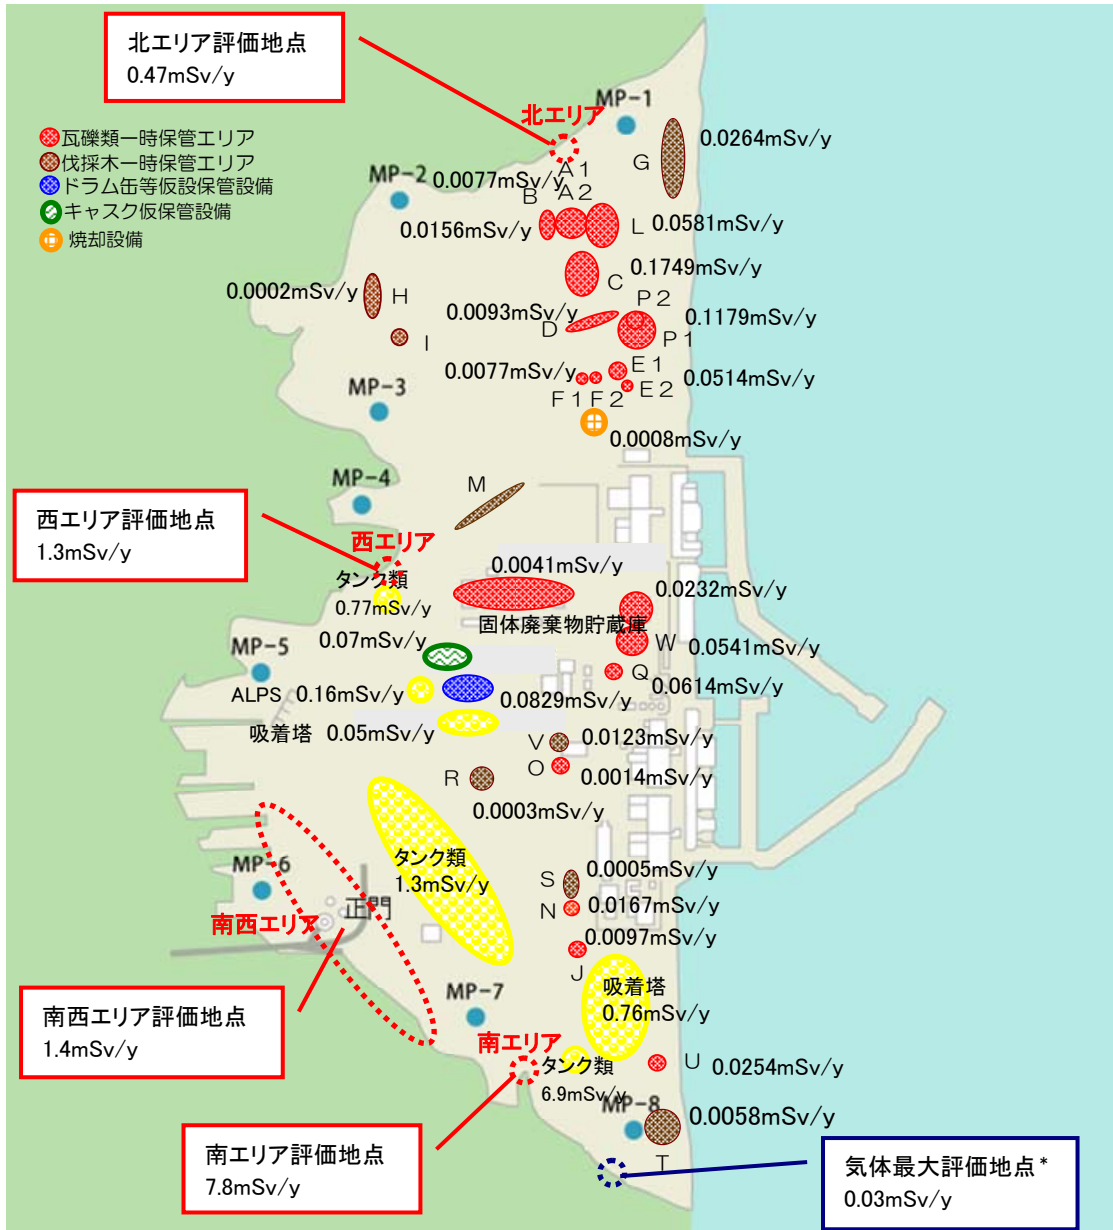 北エリア評価地点
0.47mSv/y
瓦礫類一時保管エリア
伐採木一時保管エリア
ドラム缶等仮設保管設備
キャスク仮保管設備
焼却設備
MP-1
北エリア
G
0.0264mSv/y
A1
A2
MP-2
0.0077mSv/y
B
0.0156mSv/y
L
0.0581mSv/y
C
0.1749mSv/y
0.0002mSv/y
H
I
P2
0.0093mSv/y
D
P1
0.1179mSv/y
0.0077mSv/y
E1
E2
0.0514mSv/y
F1
F2
MP-3
0.0008mSv/y
MP-4
M
西エリア評価地点
1.3mSv/y
西エリア
タンク類
0.77mSv/y
0.0041mSv/y
固体廃棄物貯蔵庫
0.0232mSv/y
0.07mSv/y
W
0.0541mSv/y
MP-5
Q
0.0614mSv/y
ALPS
0.16mSv/y
0.0829mSv/y
吸着塔
0.05mSv/y
V
0.0123mSv/y
O
0.0014mSv/y
R
0.0003mSv/y
タンク類
1.3mSv/y
MP-6
正門
南西エリア
S
0.0005mSv/y
N
0.0167mSv/y
0.0097mSv/y
J
吸着塔
0.76mSv/y
南西エリア評価地点
1.4mSv/y
MP-7
南エリア
タンク類
6.9mSv/y
U
0.0254mSv/y
MP-8
0.0058mSv/y
T
南エリア評価地点
7.8mSv/y
気体最大評価地点*
0.03mSv/y